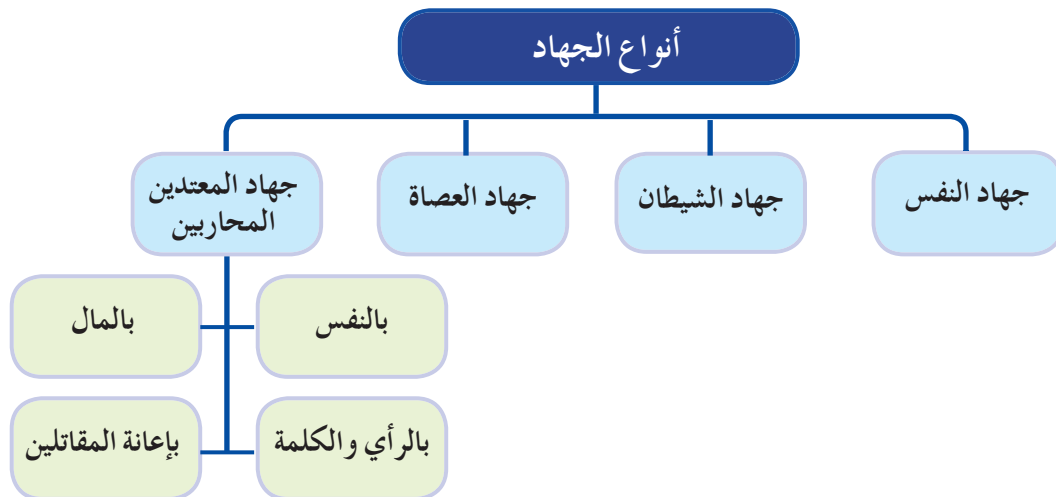 أنواع الجهاد
جهاد النفس
جهاد الشيطان
جهاد العصاة
جهاد المعتدين
المحاربين
بالنفس
بالمال
بالرأي والكلمة
بإعانة المقاتلين